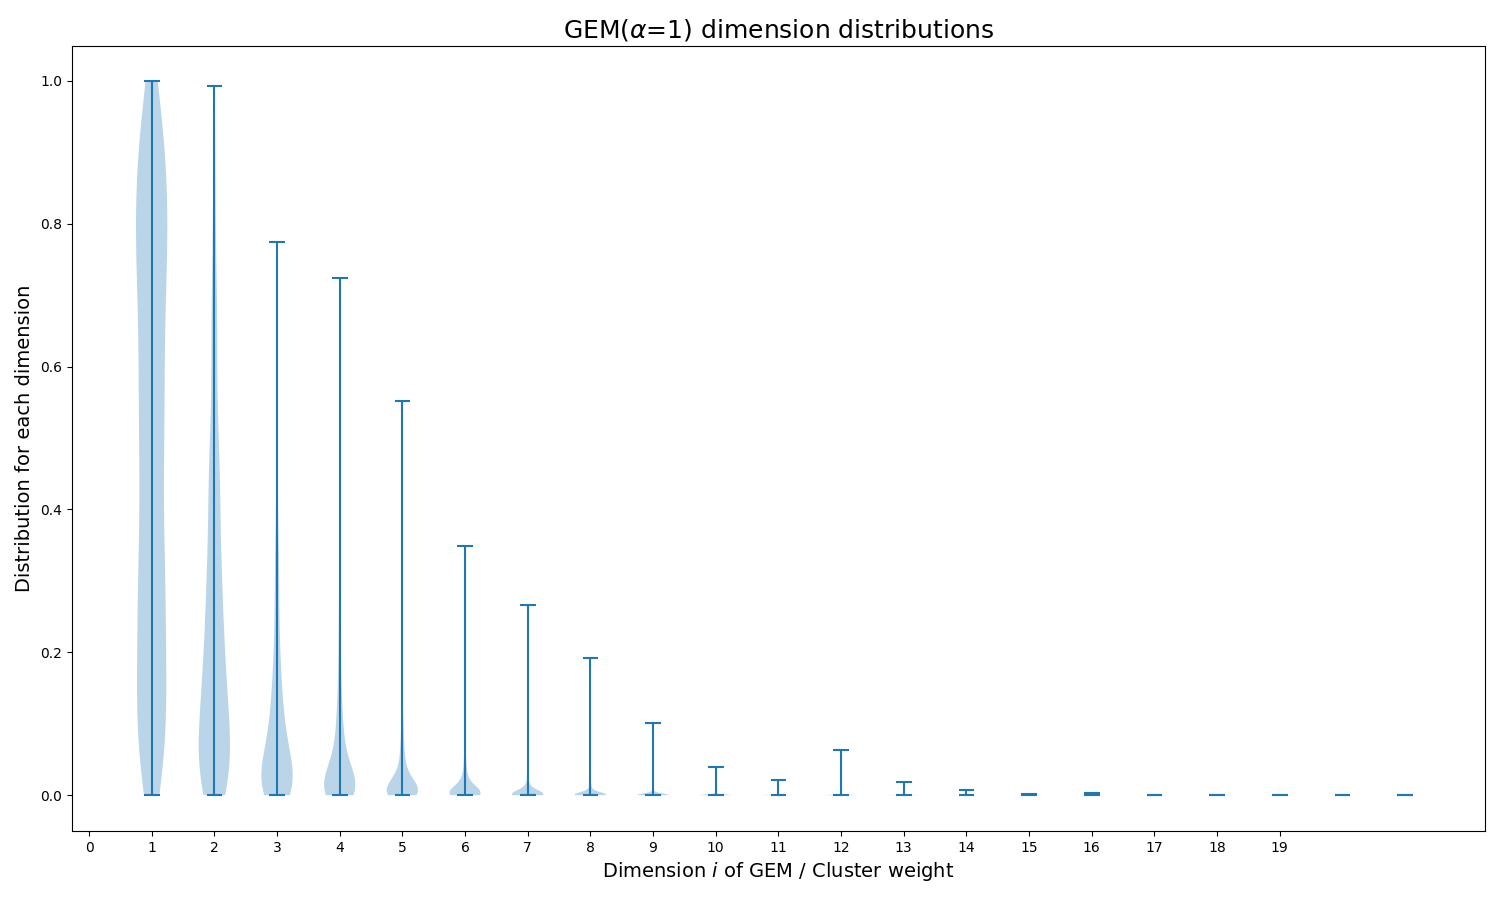 GEM(α=1) dimension distributions
Distribution for each dimension
1.0
0.8
0.6
0.4
0.2
0.0
0 1 2 3 4 5 6 7 8 9 10 11 12 13 14 15 16 17 18 19
Dimension i of GEM / Cluster weight